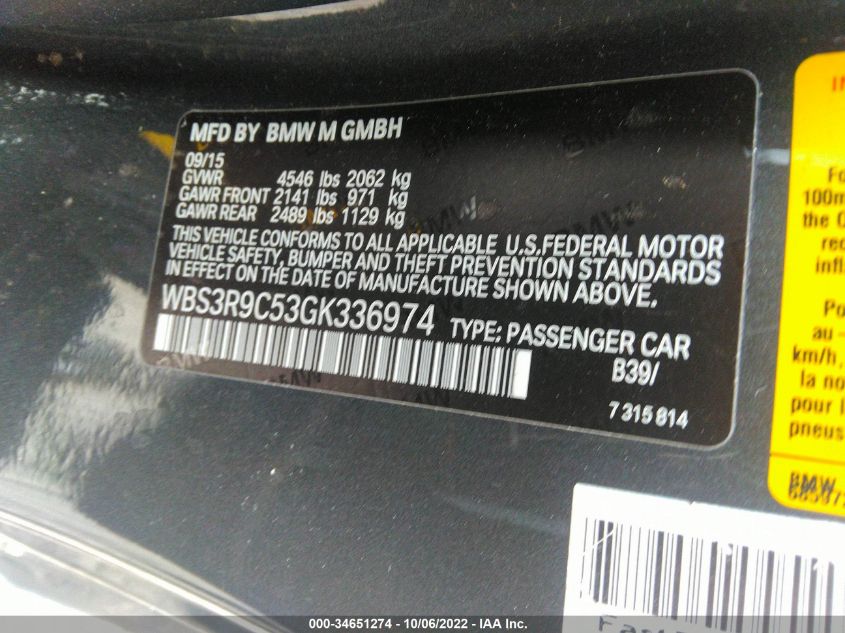 MFD BY BMW M GMBH
09/15
GVWR 4546 lbs 2062 kg
GAWR FRONT 2141 lbs 971 kg
GAWR REAR 2489 lbs 1129 kg
THIS VEHICLE CONFORMS TO ALL APPLICABLE U.S.FEDERAL MOTOR
VEHICLE SAFETY, BUMPER AND THEFT PREVENTION STANDARDS
IN EFFECT ON THE DATE OF MANUFACTURE SHOWN ABOVE.
WBS3R9C53GK336974 TYPE: PASSENGER CAR
B39/
7 315 814
100m
the
Po
au -
km/h,
la no
pour l
pneus
BMW
000-34651274 - 10/06/2022 - IAA Inc.